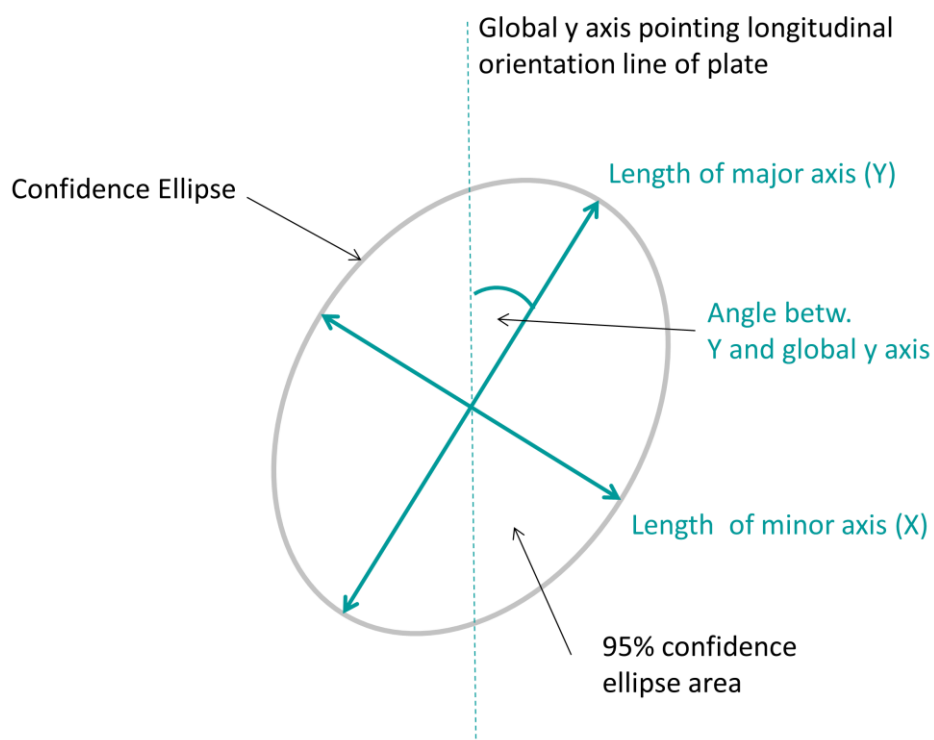 Global y axis pointing longitudinal
orientation line of plate
Confidence Ellipse
Length of major axis (Y)
Angle betw.
Y and global y axis
Length of minor axis (X)
95% confidence
ellipse area